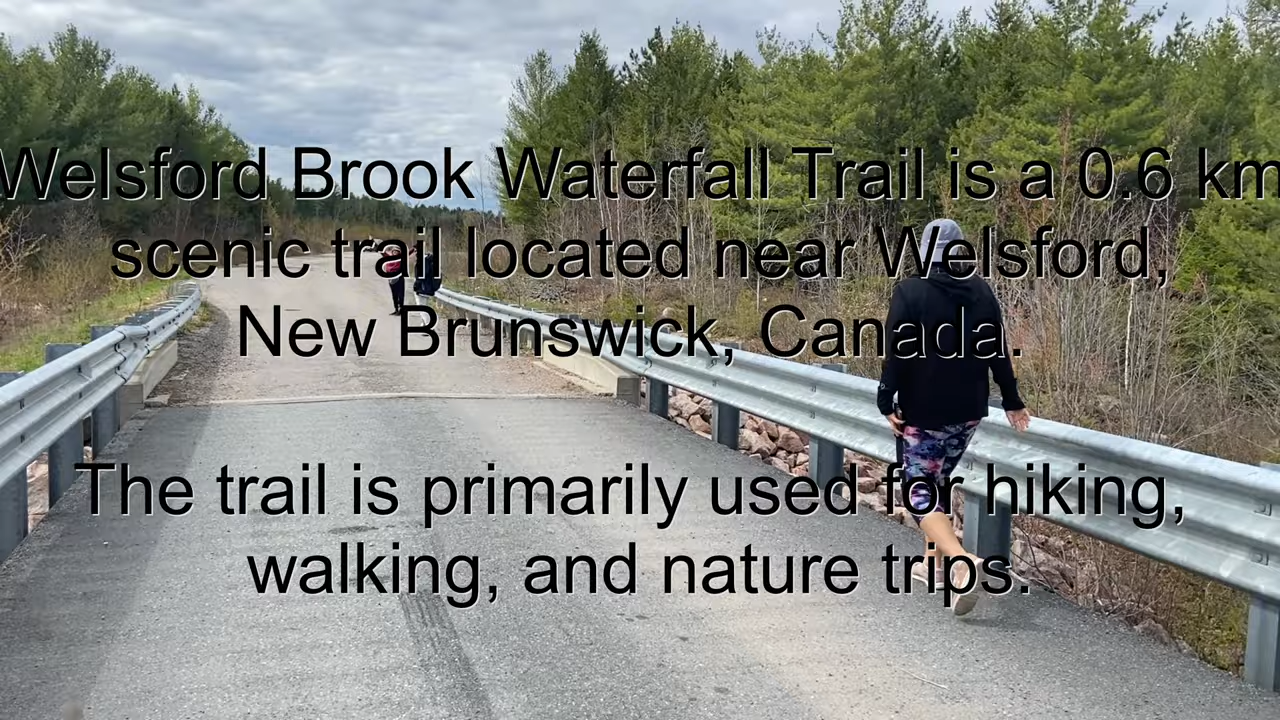 Welsford Brook Waterfall Trail is a 0.6 km
scenic trail located near Welsford,
New Brunswick, Canada.
The trail is primarily used for hiking,
walking, and nature trips.